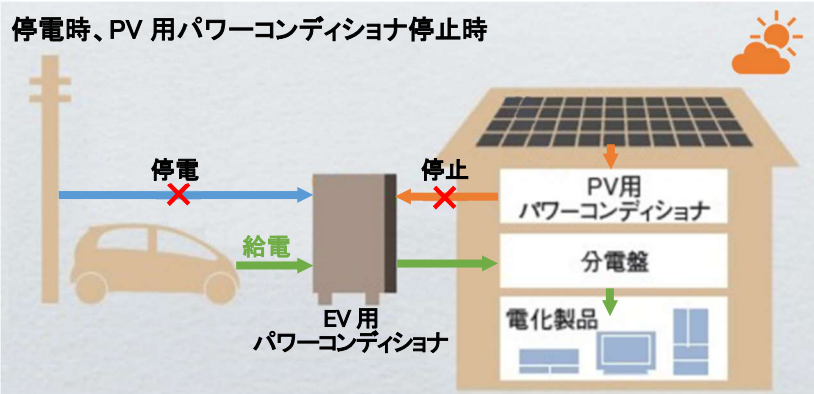 停電時、PV 用パワーコンディショナ停止時
停電
停止
PV用
パワーコンディショナ
給電
分電盤
EV 用
パワーコンディショナ
電化製品